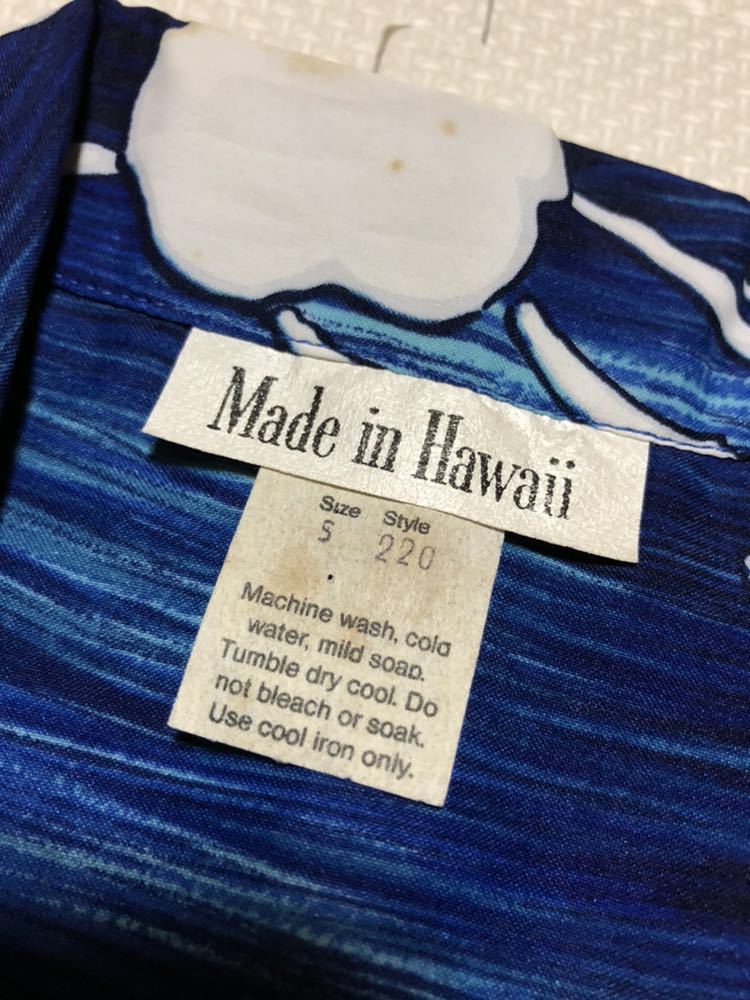 Made in Hawaii
Size Style
S 220
Machine wash, cold
water, mild soap.
Tumble dry cool. Do
not bleach or soak.
Use cool iron only.